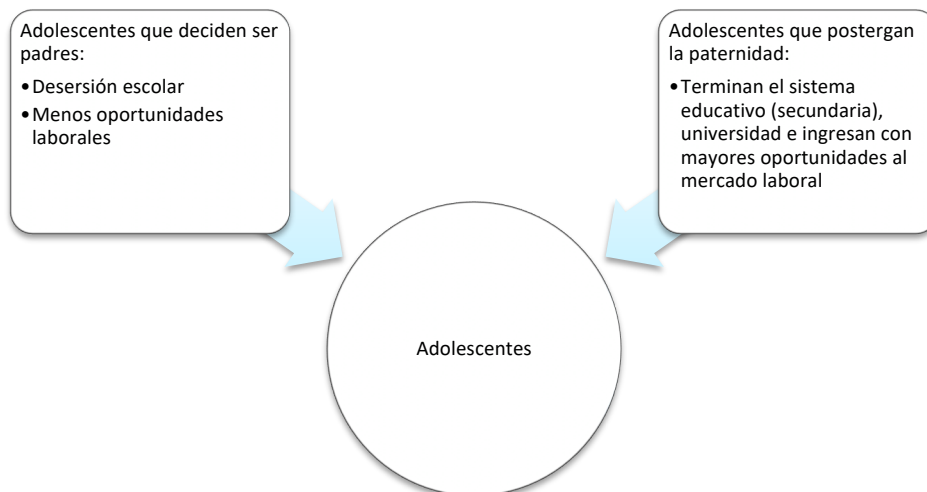 Adolescentes que deciden ser
padres:
•Desersión escolar
•Menos oportunidades
laborales
Adolescentes que postergan
la paternidad:
•Terminan el sistema
educativo (secundaria),
universidad e ingresan con
mayores oportunidades al
mercado laboral
Adolescentes